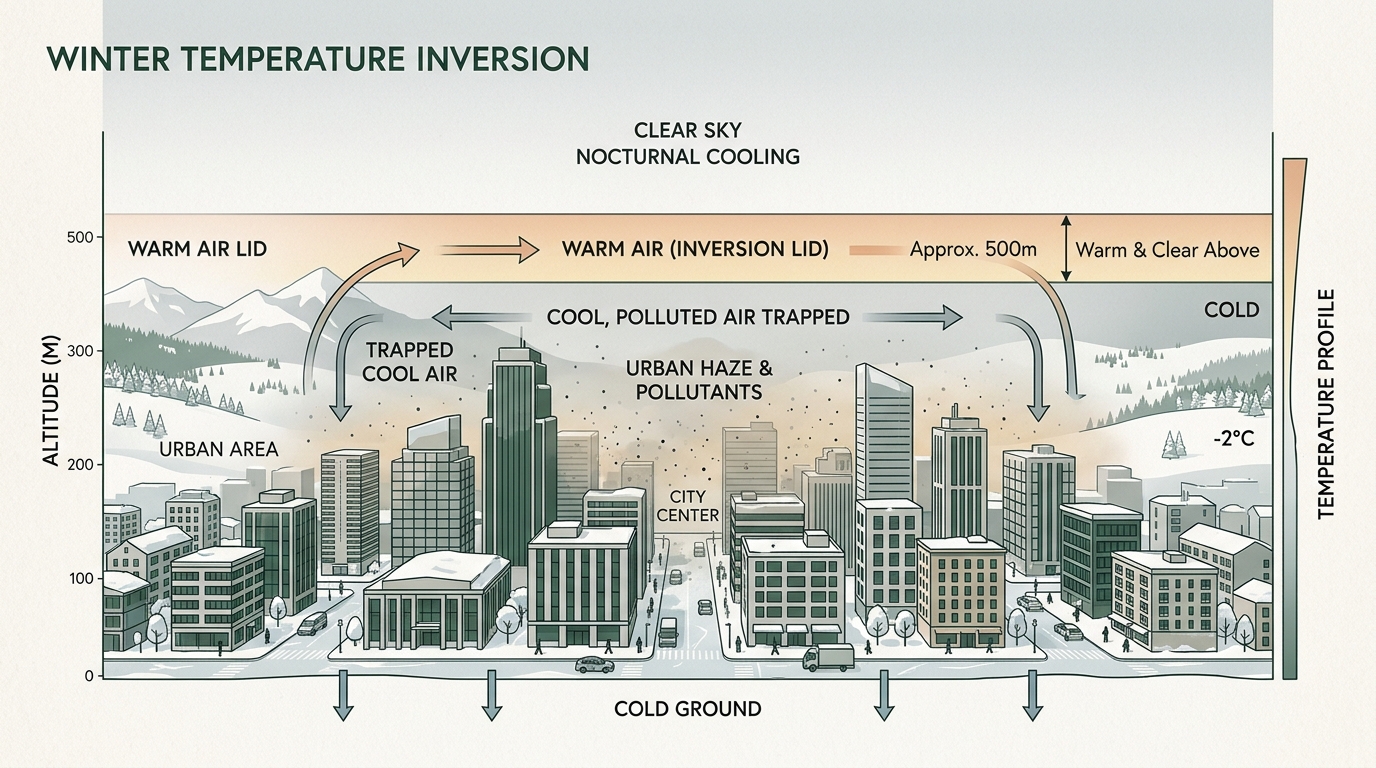 WINTER TEMPERATURE INVERSION
CLEAR SKY
NOCTURNAL COOLING
500
WARM AIR LID
WARM AIR (INVERSION LID)
Approx. 500m
Warm & Clear Above
COOL, POLLUTED AIR TRAPPED
COLD
ALTITUDE (M)
300
TRAPPED
COOL AIR
URBAN HAZE &
POLLUTANTS
TEMPERATURE PROFILE
URBAN AREA
-2°C
200
CITY
CENTER
100
0
COLD GROUND